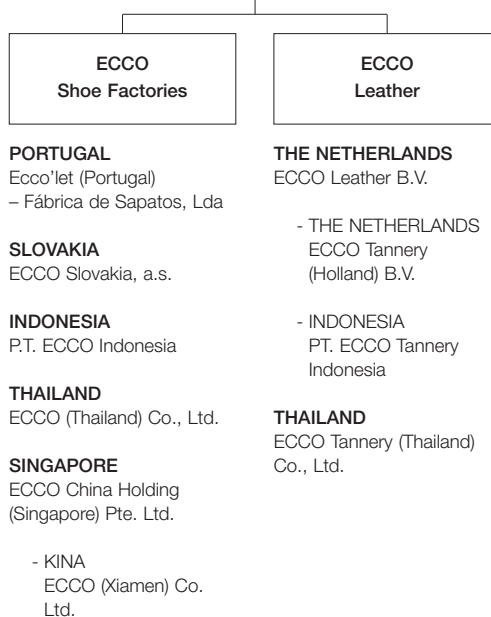 ECCO
Shoe Factories
PORTUGAL
Ecco’let (Portugal)
– Fábrica de Sapatos, Lda
SLOVAKIA
ECCO Slovakia, a.s.
INDONESIA
P.T. ECCO Indonesia
THAILAND
ECCO (Thailand) Co., Ltd.
SINGAPORE
ECCO China Holding
(Singapore) Pte. Ltd.
- KINA
ECCO (Xiamen) Co.
Ltd.
ECCO
Leather
THE NETHERLANDS
ECCO Leather B.V.
- THE NETHERLANDS
ECCO Tannery
(Holland) B.V.
- INDONESIA
PT. ECCO Tannery
Indonesia
THAILAND
ECCO Tannery (Thailand)
Co., Ltd.